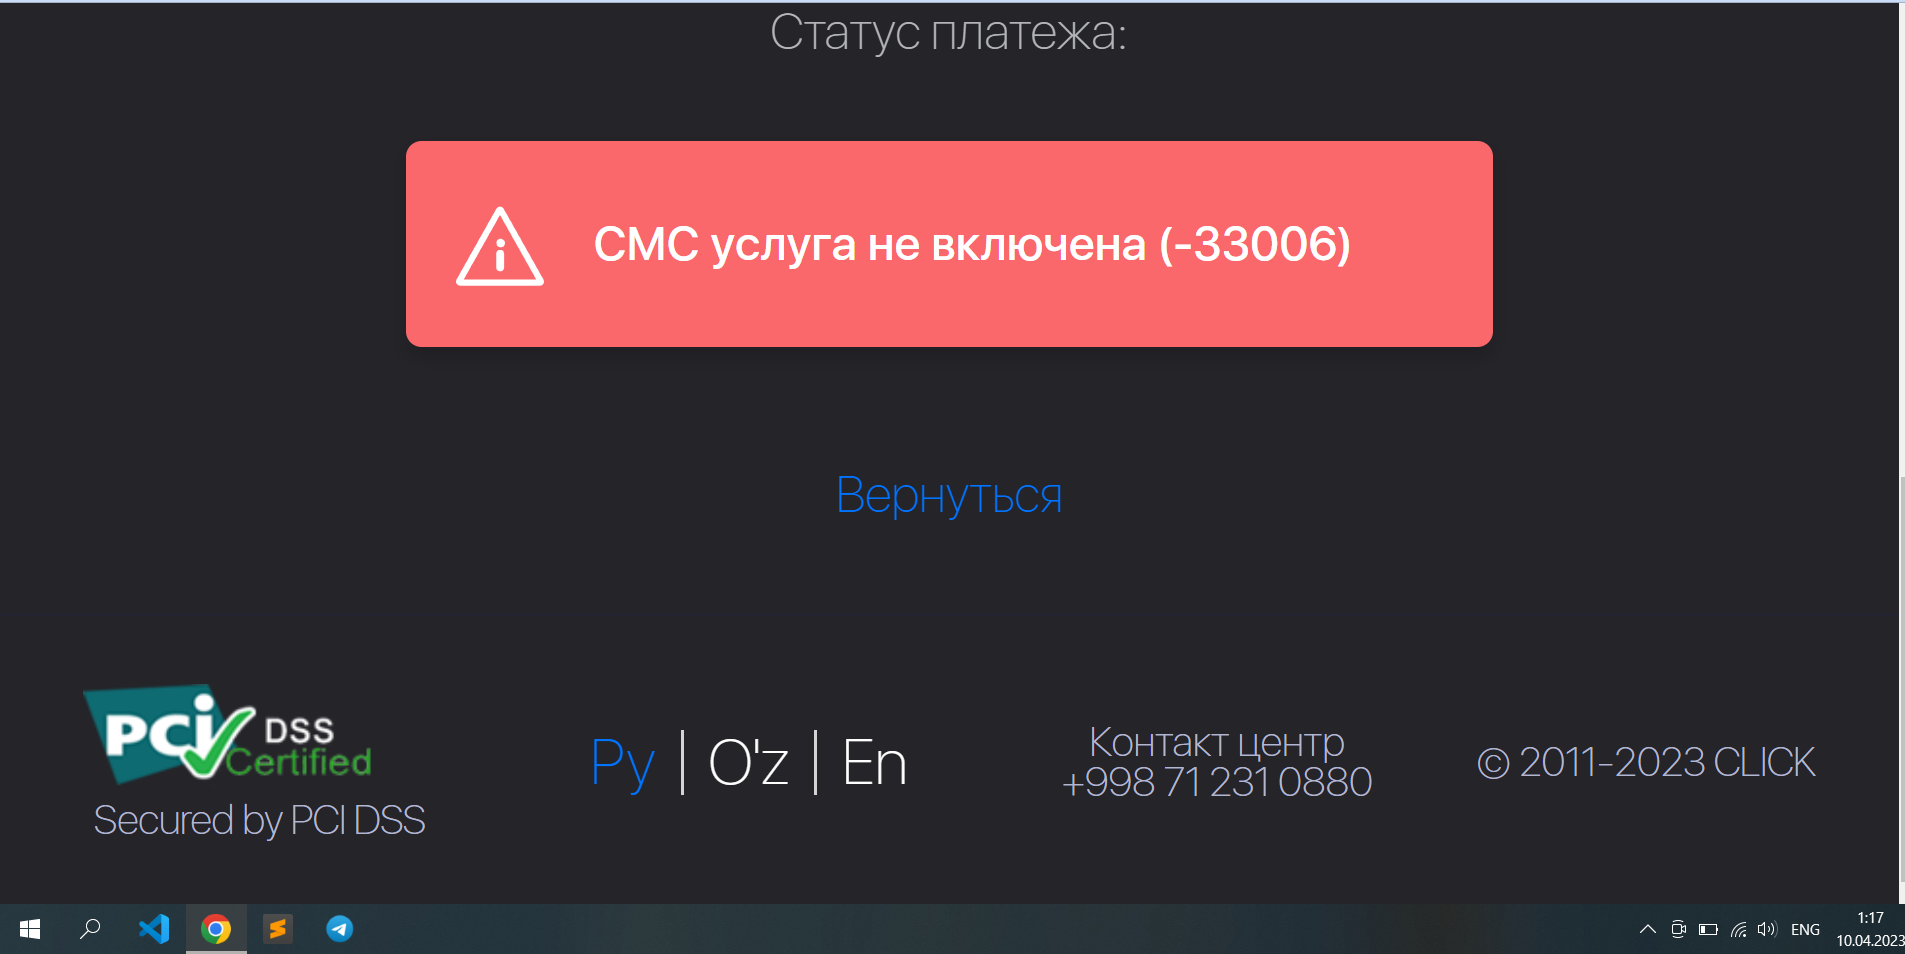 Статус платежа:
СМС услуга не включена (-33006)
Вернуться
PCi DSS
Certified
Secured by PCI DSS
Ру | O'z | En
Контакт центр
+998 71 231 0880
© 2011-2023 CLICK
ENG
1:17
10.04.2023